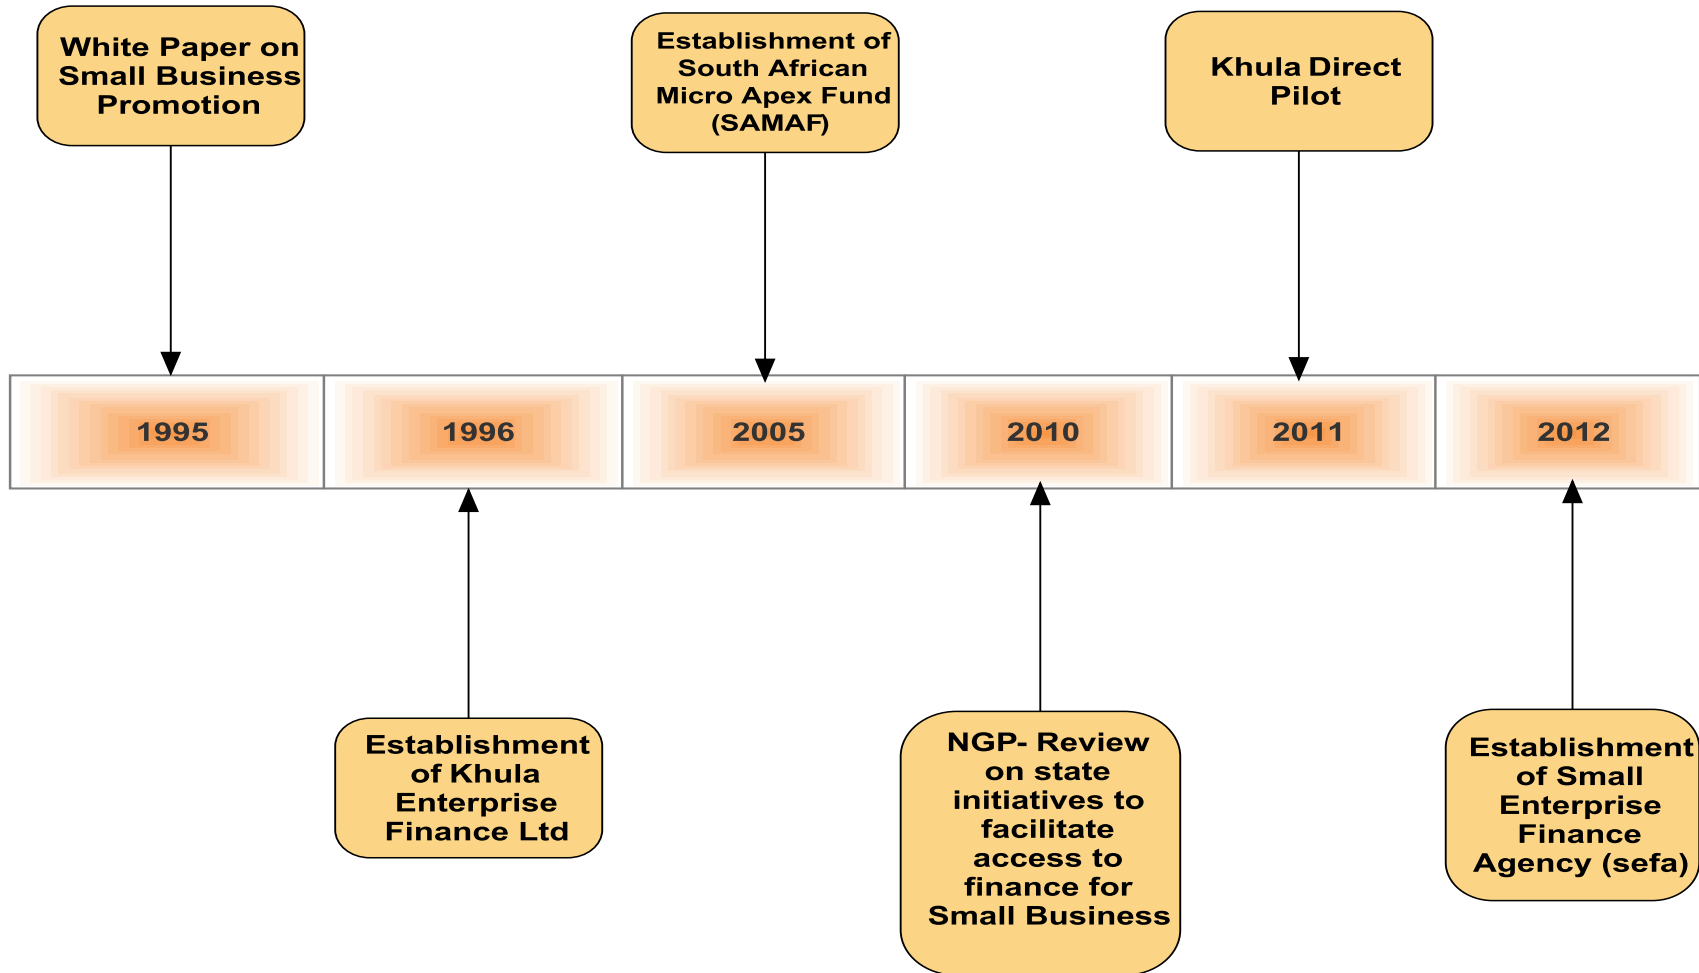 White Paper on
Small Business
Promotion
Establishment of
South African
Micro Apex Fund
(SAMAF)
Khula Direct
Pilot
1995
1996
2005
2010
2011
2012
Establishment
of Khula
Enterprise
Finance Ltd
NGP- Review
on state
initiatives to
facilitate
access to
finance for
Small Business
Establishment
of Small
Enterprise
Finance
Agency (sefa)